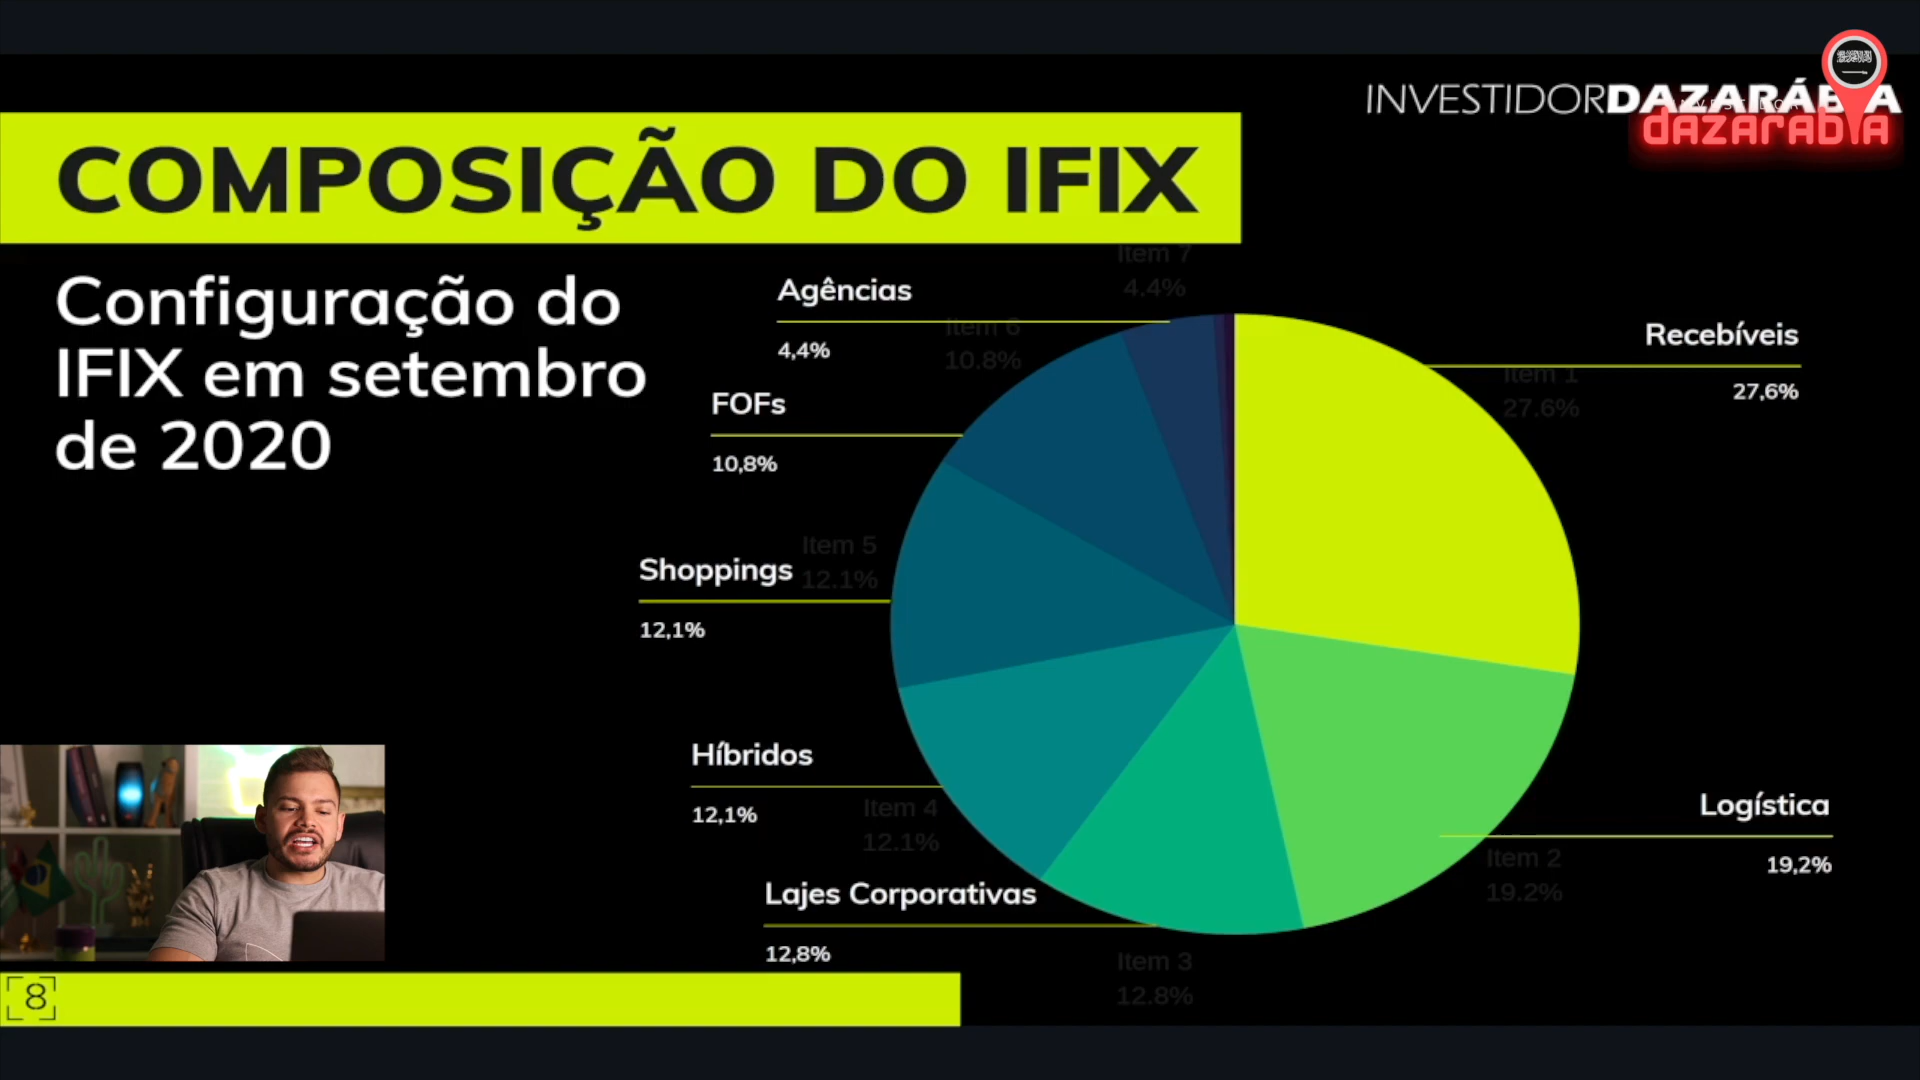 INVESTIDORDAZARÁBIA
INVESTIDOR
dazarabia
COMPOSIÇÃO DO IFIX
Configuração do
IFIX em setembro
de 2020
Item 7
4.4%
Agências
4,4%
Item 6
10.8%
FOFs
10,8%
Recebíveis
27,6%
Item 1
27.6%
Item 5
12.1%
Shoppings
12,1%
Híbridos
12,1%
Item 4
12.1%
Logística
19,2%
Item 2
19.2%
Lajes Corporativas
12,8%
Item 3
12.8%
8